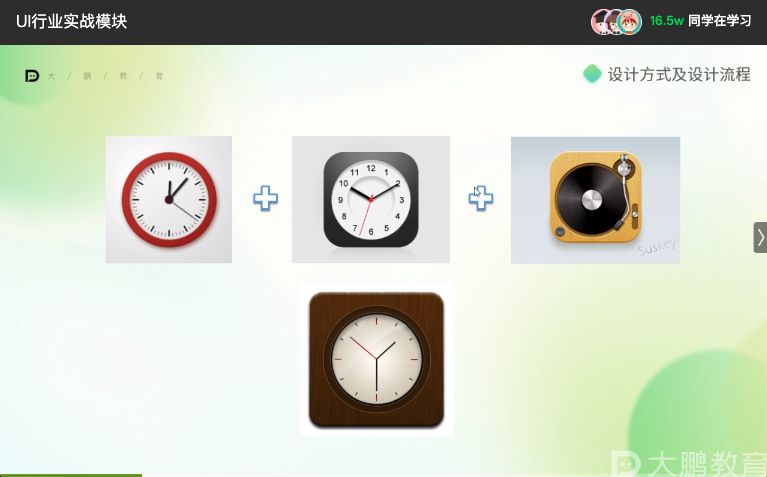 UI行业实战模块
16.5w 同学在学习
大 / 鹏 / 教 / 育
设计方式及设计流程
12
11 1
10 2
9 3
8 4
7 5
6
Suskey
大鹏教育